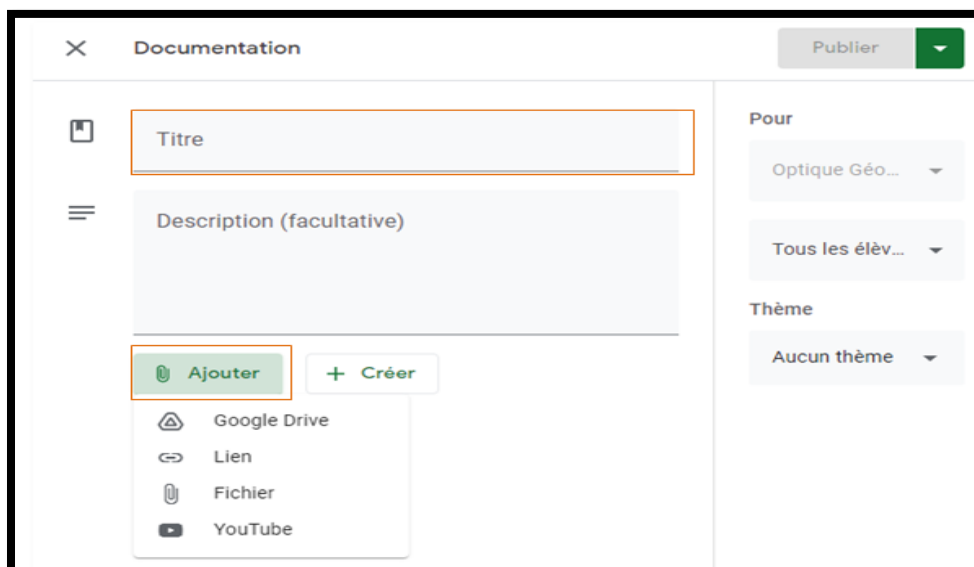 Documentation
Publier
Titre
Description (facultative)
Ajouter
+ Créer
Google Drive
Lien
Fichier
YouTube
Pour
Optique Géo...
Tous les élèv...
Thème
Aucun thème